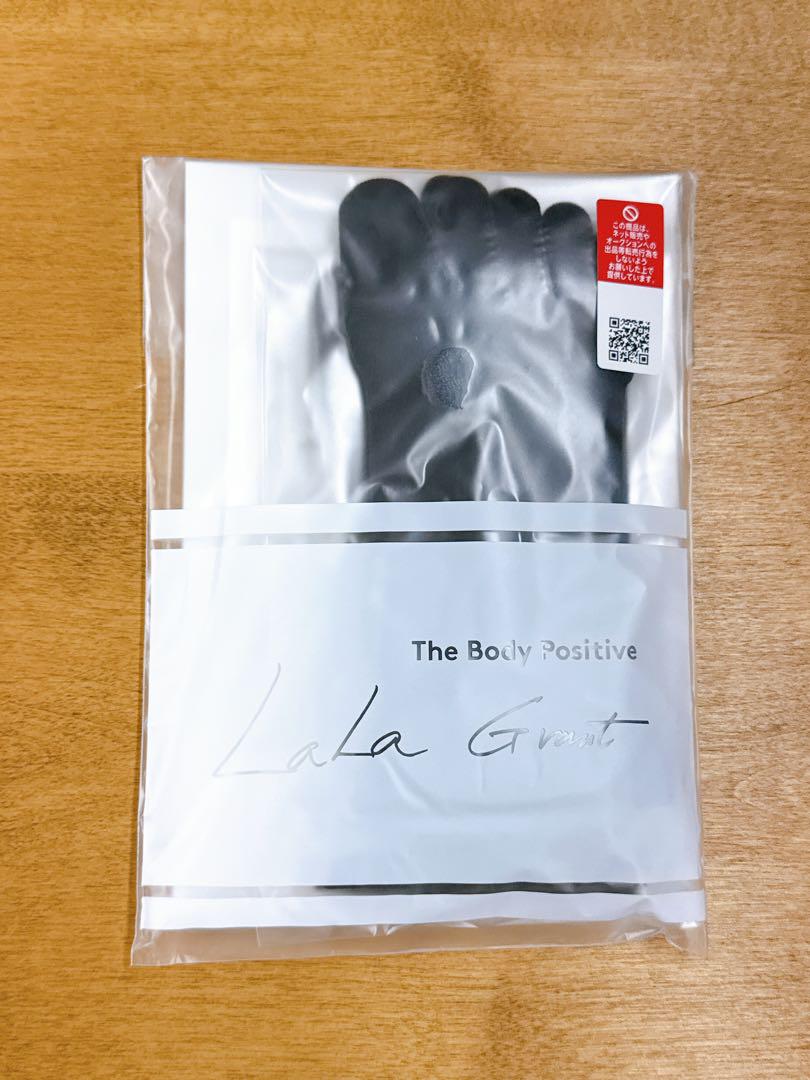 この商品は、
ネット販売や
オークションへの
出品等転売行為を
しないよう
お願いした上で
提供しています。
The Body Positive
LaLa Grant